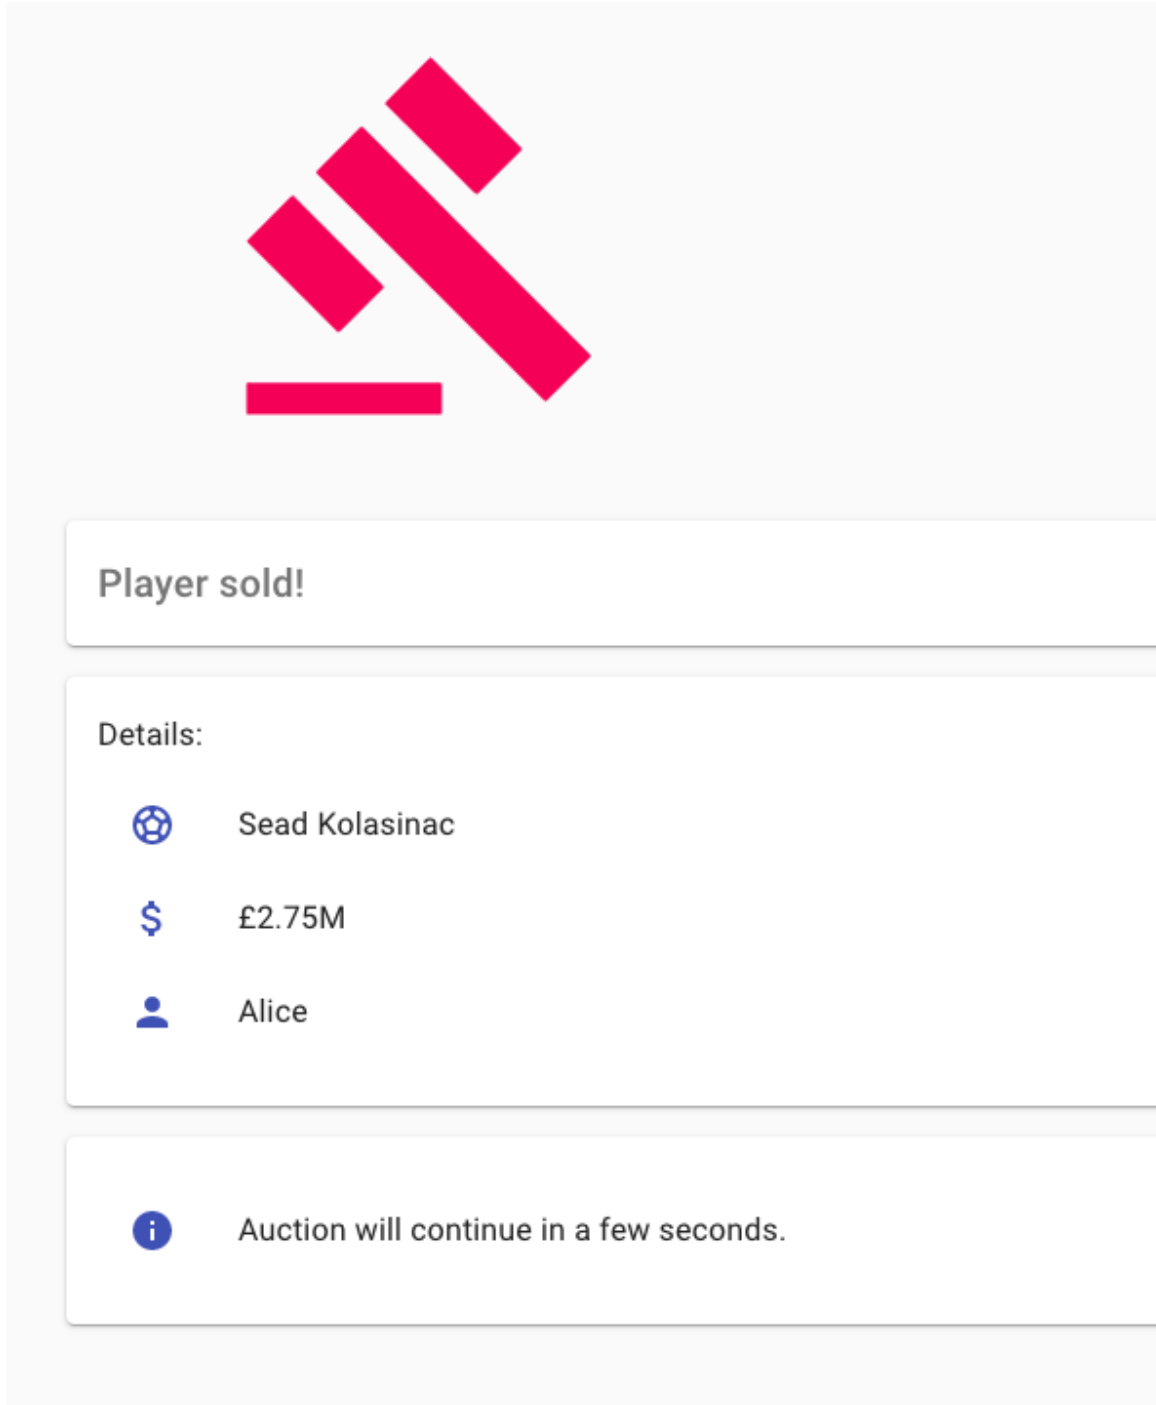 Player sold!
Details:
Sead Kolasinac
£2.75M
Alice
Auction will continue in a few seconds.